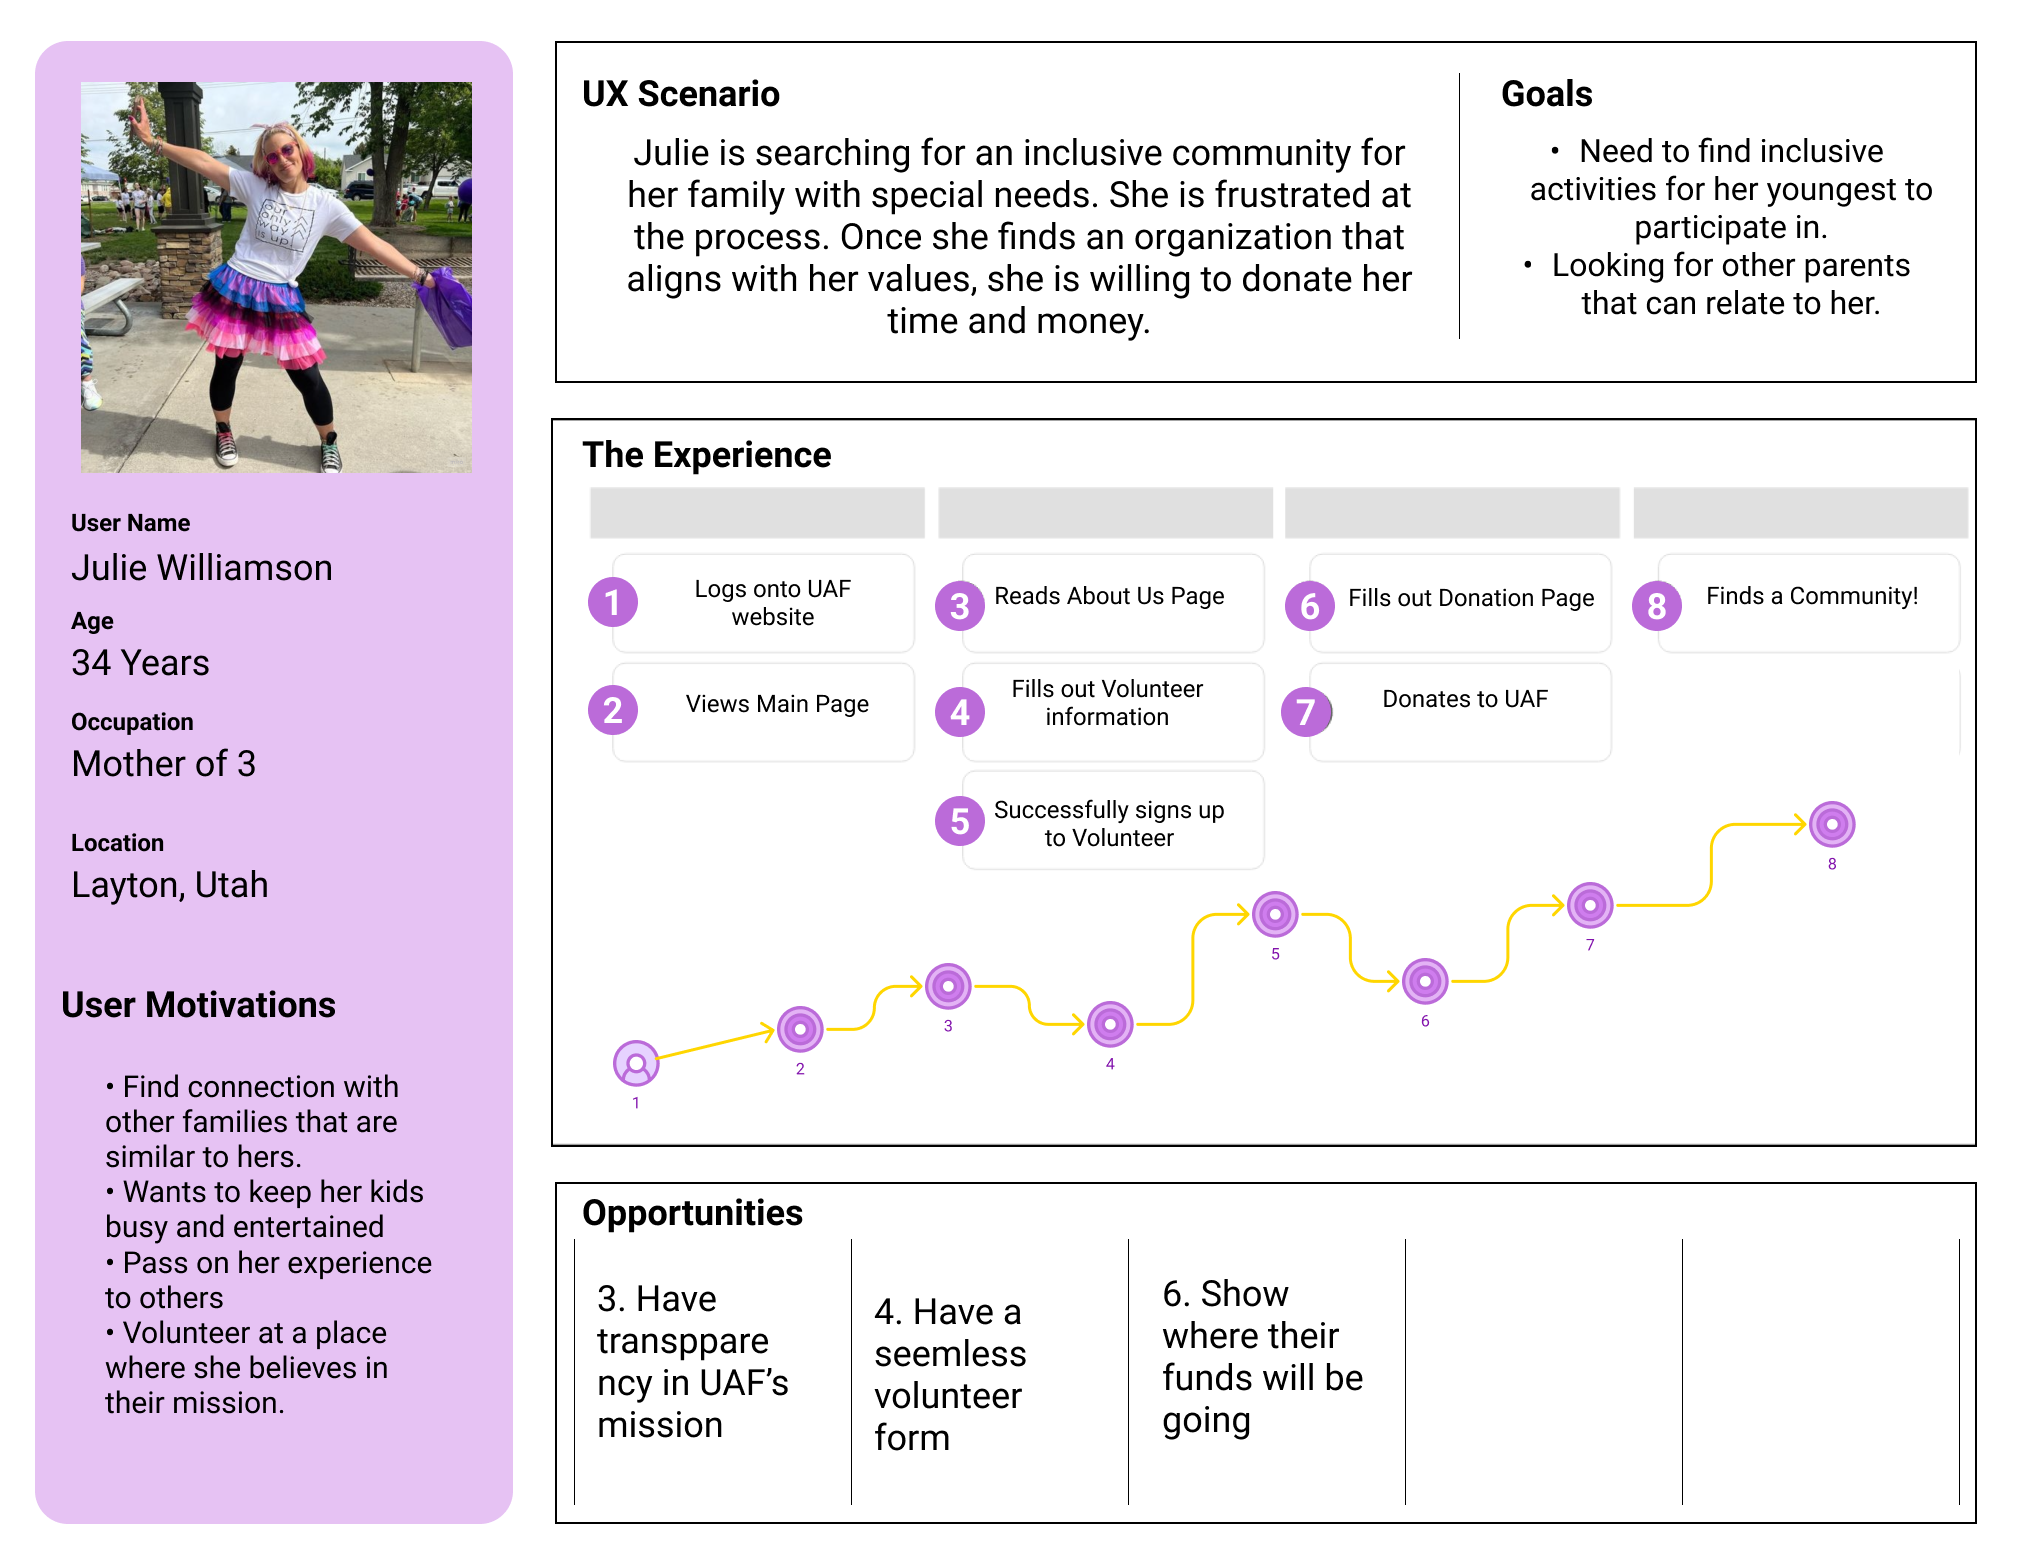 our
only
way
is up
User Name
Julie Williamson
Age
34 Years
Occupation
Mother of 3
Location
Layton, Utah
User Motivations
• Find connection with
other families that are
similar to hers.
• Wants to keep her kids
busy and entertained
• Pass on her experience
to others
• Volunteer at a place
where she believes in
their mission.
UX Scenario
Julie is searching for an inclusive community for
her family with special needs. She is frustrated at
the process. Once she finds an organization that
aligns with her values, she is willing to donate her
time and money.
Goals
• Need to find inclusive
activities for her youngest to
participate in.
• Looking for other parents
that can relate to her.
The Experience
1 Logs onto UAF
website
2 Views Main Page
3 Reads About Us Page
4 Fills out Volunteer
information
5 Successfully signs up
to Volunteer
6 Fills out Donation Page
7 Donates to UAF
8 Finds a Community!
1
2
3
4
5
6
7
8
Opportunities
3. Have
transppare
ncy in UAF’s
mission
4. Have a
seemless
volunteer
form
6. Show
where their
funds will be
going